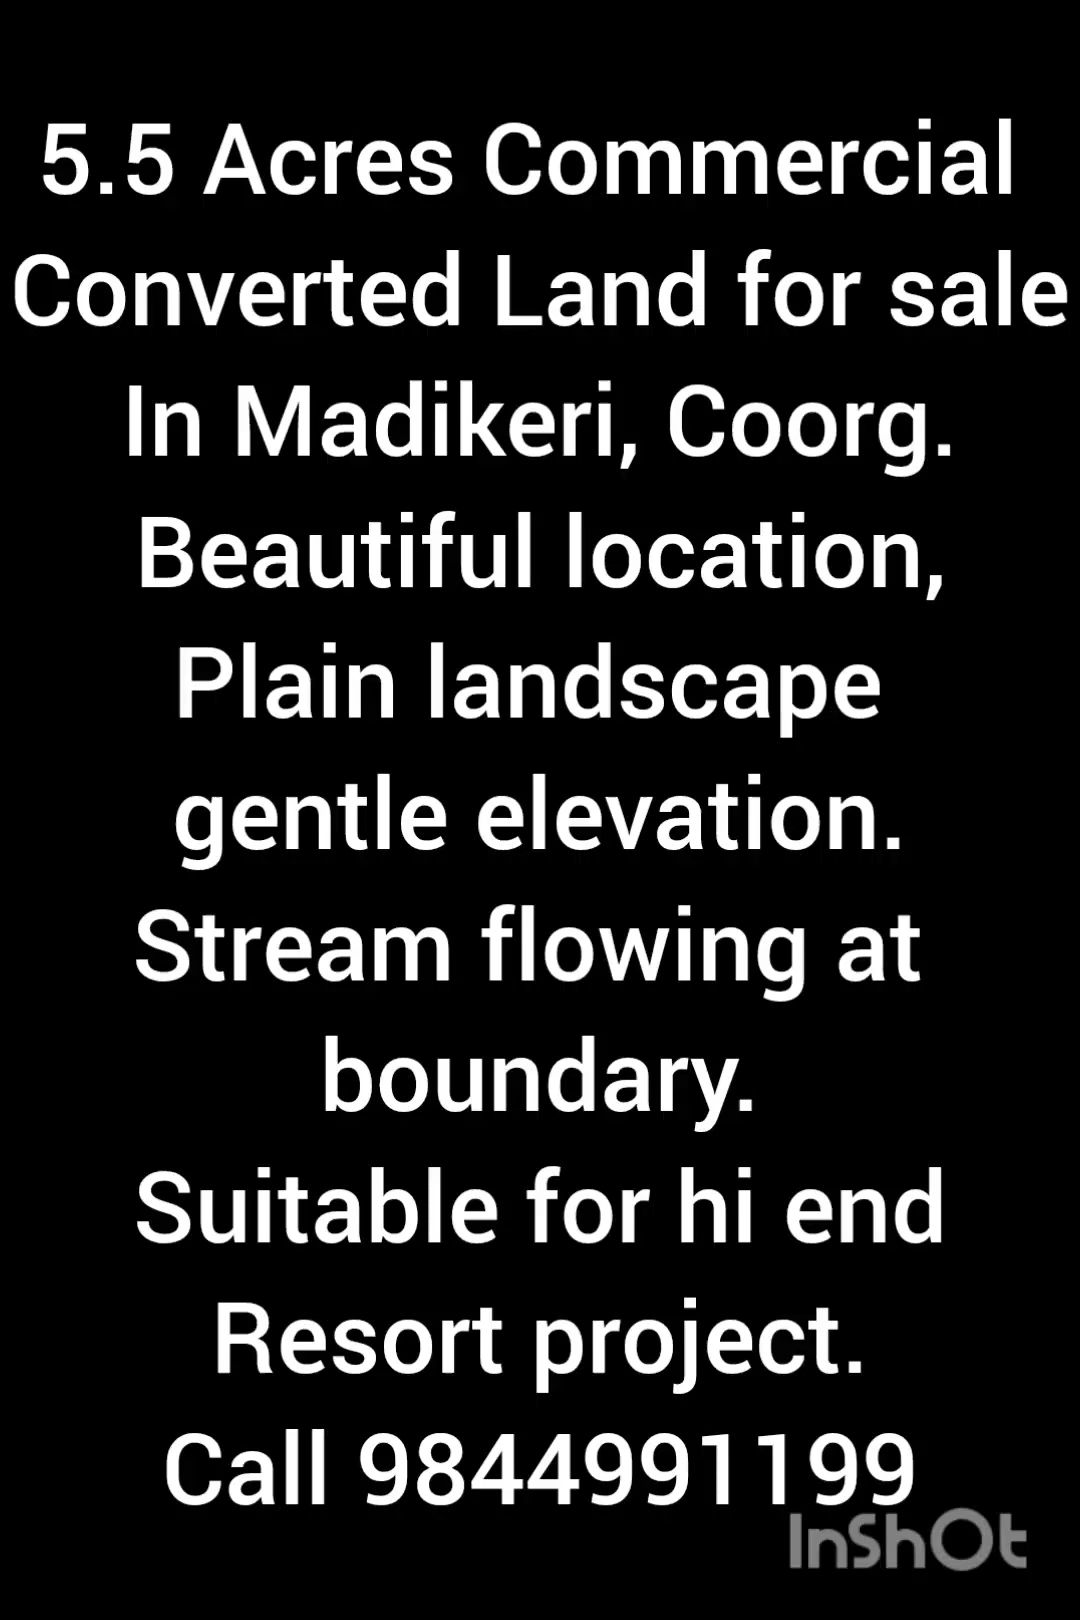 5.5 Acres Commercial
Converted Land for sale
In Madikeri, Coorg.
Beautiful location,
Plain landscape
gentle elevation.
Stream flowing at
boundary.
Suitable for hi end
Resort project.
Call 9844991199
InShOt